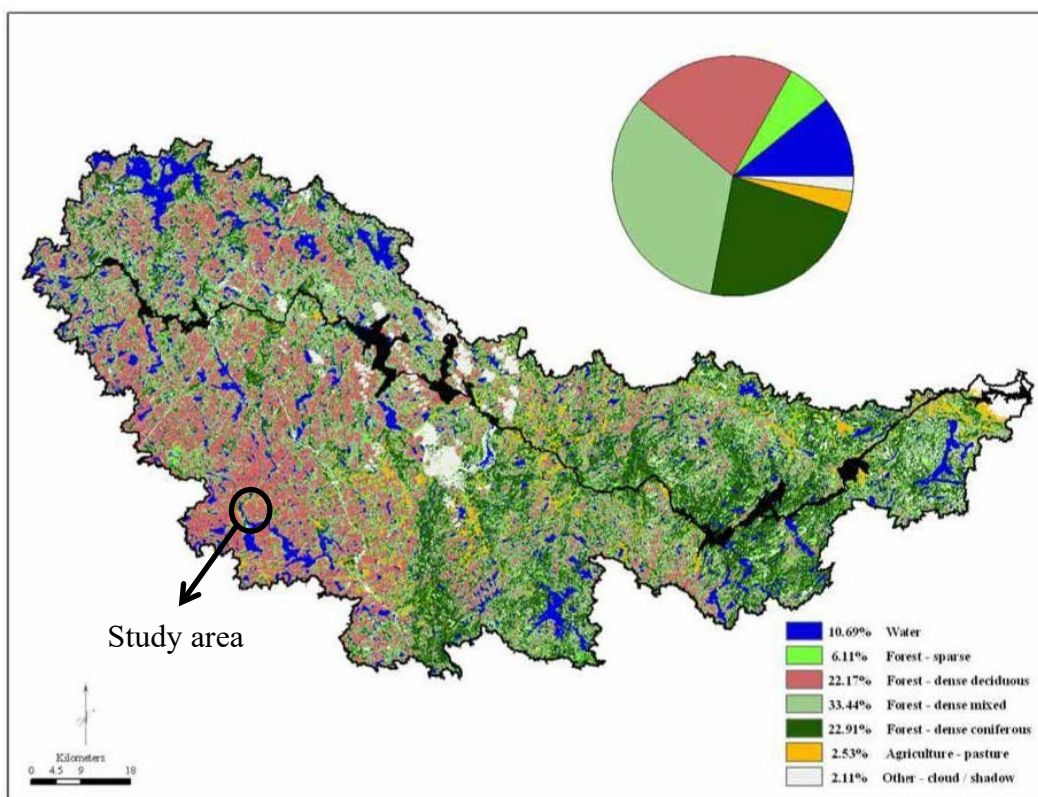 Study area
10.69% Water
6.11% Forest - sparse
22.17% Forest - dense deciduous
33.44% Forest - dense mixed
22.91% Forest - dense coniferous
2.53% Agriculture - pasture
2.11% Other - cloud / shadow
Kilometers
0 4.5 9 18